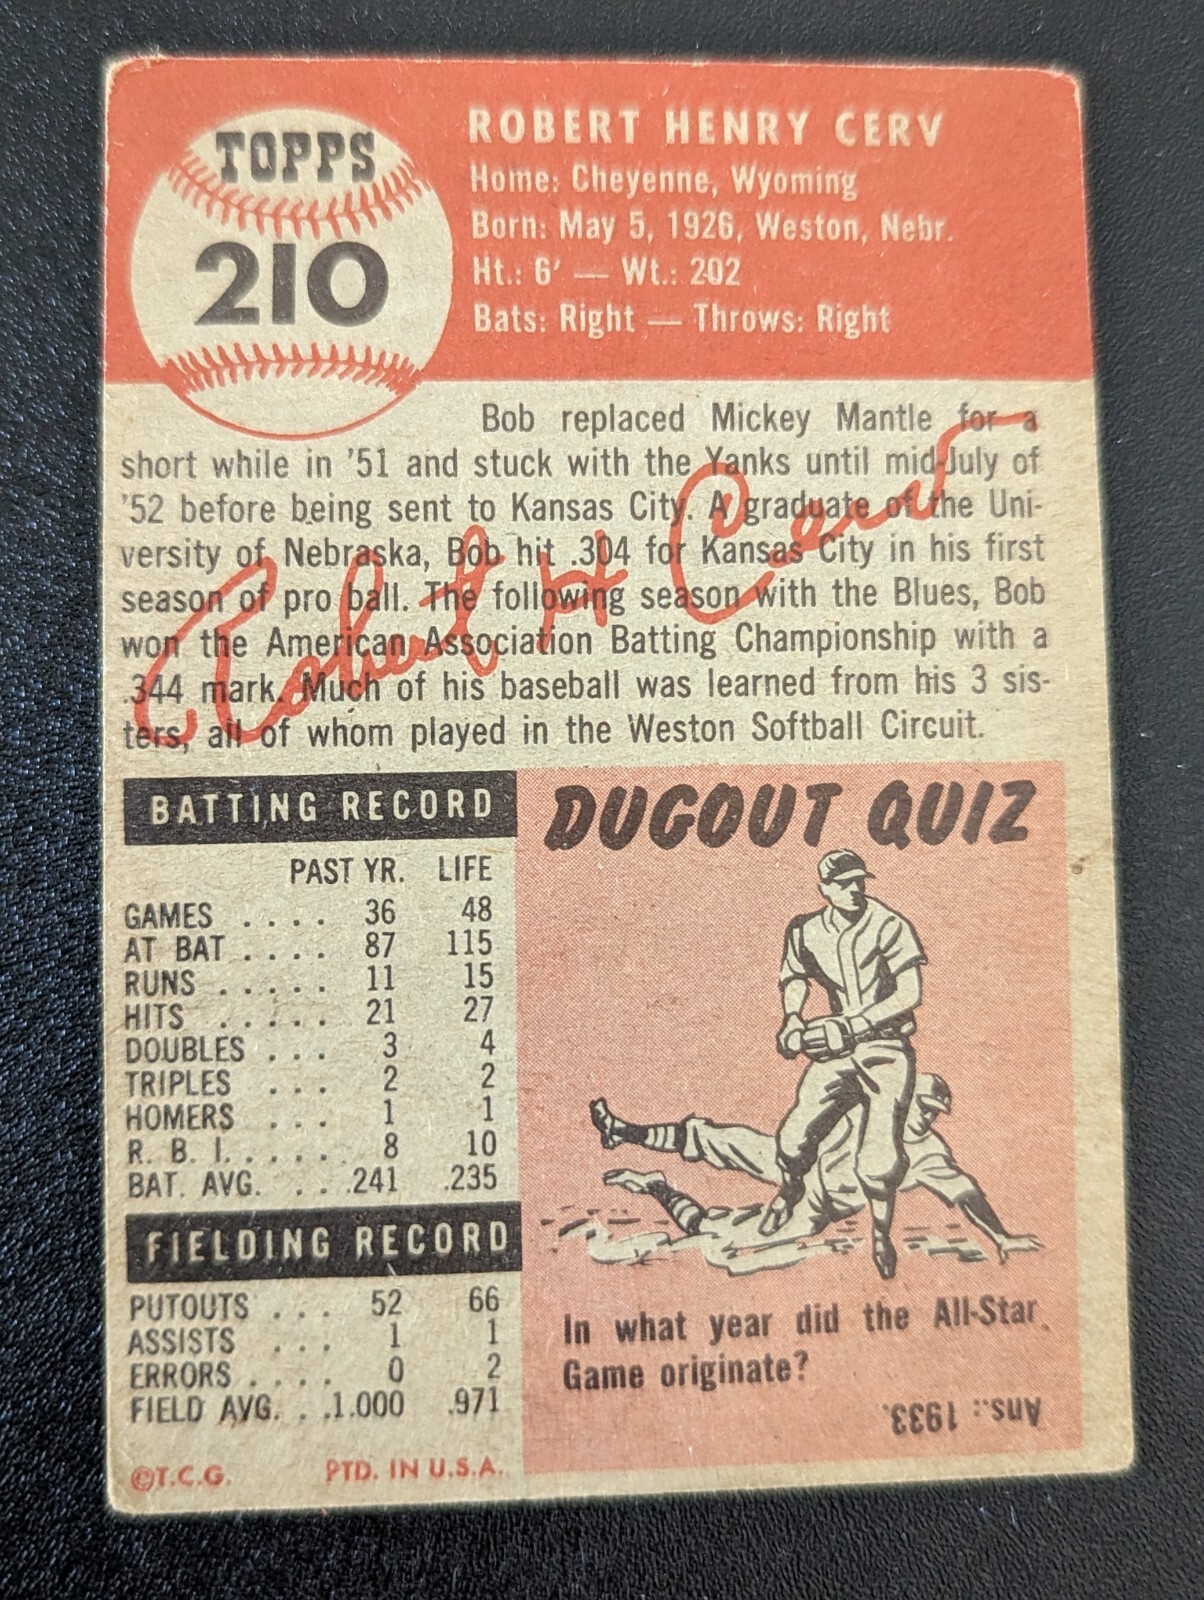 TOPPS
210
ROBERT HENRY CERV
Home: Cheyenne, Wyoming
Born: May 5, 1926, Weston, Nebr.
Ht.: 6' — Wt.: 202
Bats: Right — Throws: Right
Bob replaced Mickey Mantle for a
short while in '51 and stuck with the Yanks until mid-July of
'52 before being sent to Kansas City. A graduate of the Uni-
versity of Nebraska, Bob hit .304 for Kansas City in his first
season of pro ball. The following season with the Blues, Bob
won the American Association Batting Championship with a
.344 mark. Much of his baseball was learned from his 3 sis-
ters, all of whom played in the Weston Softball Circuit.
Robert H Cerv
BATTING RECORD
PAST YR. LIFE
GAMES . . . . 36 48
AT BAT . . . . 87 115
RUNS . . . . . 11 15
HITS . . . . . 21 27
DOUBLES . . . 3 4
TRIPLES . . . 2 2
HOMERS . . . 1 1
R. B. I. . . . . . 8 10
BAT. AVG. . . .241 .235
FIELDING RECORD
PUTOUTS . . . 52 66
ASSISTS . . . 1 1
ERRORS . . . . 0 2
FIELD AVG. . .1.000 .971
©T.C.G. PTD. IN U.S.A.
DUGOUT QUIZ
In what year did the All-Star
Game originate?
Ans.: 1933.